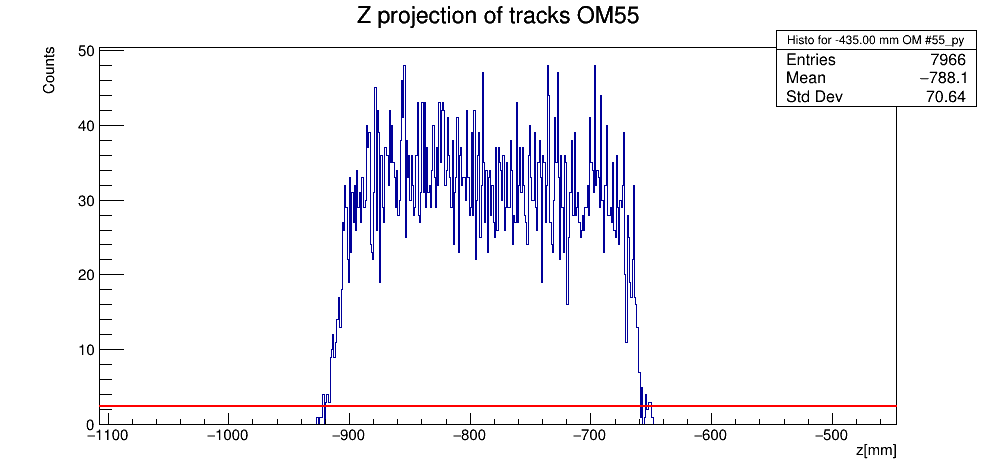 Z projection of tracks OM55
Histo for -435.00 mm OM #55_py
Entries 7966
Mean −788.1
Std Dev 70.64
Counts
50
40
30
20
10
0
−1100 −1000 −900 −800 −700 −600 −500
z[mm]